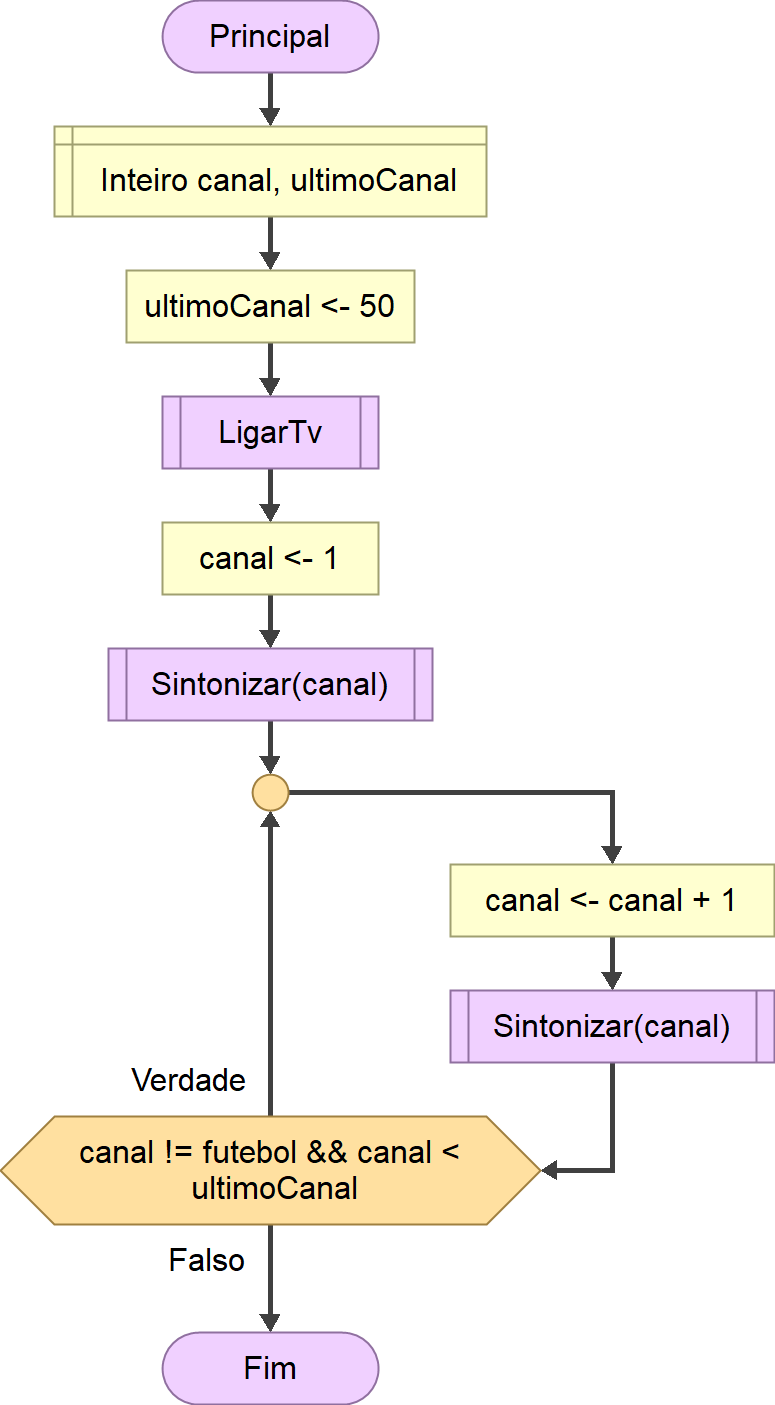 Principal
Inteiro canal, ultimoCanal
ultimoCanal <- 50
LigarTv
canal <- 1
Sintonizar(canal)
canal <- canal + 1
Sintonizar(canal)
Verdade
canal != futebol && canal <
ultimoCanal
Falso
Fim